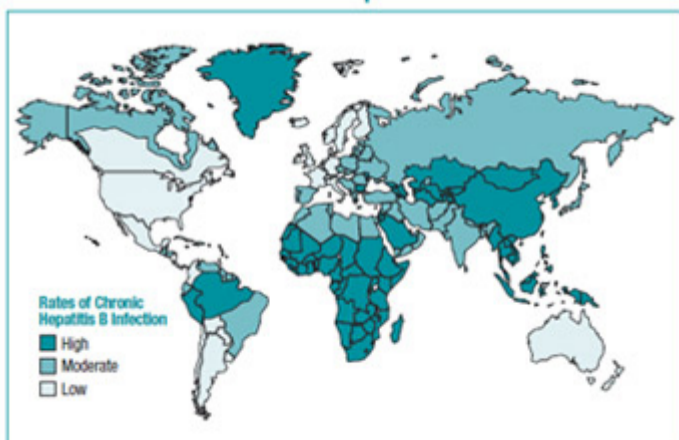 Rates of Chronic
Hepatitis B Infection
High
Moderate
Low